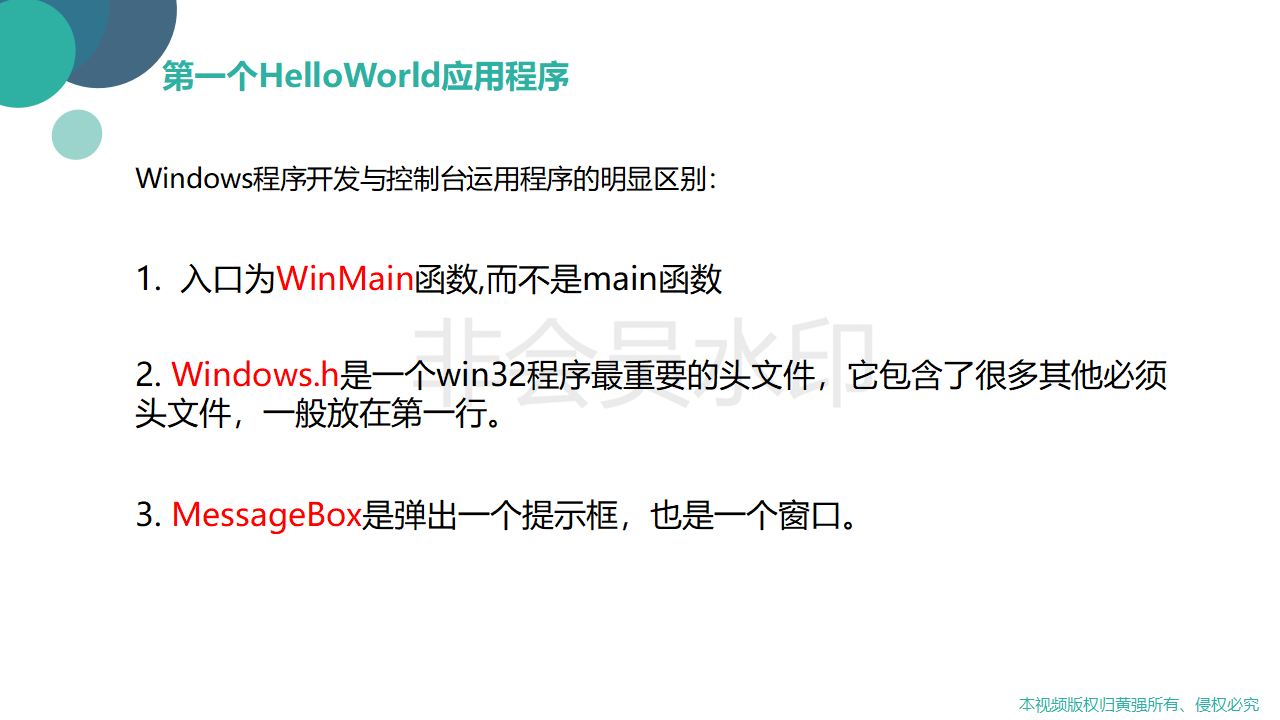 第一个HelloWorld应用程序
Windows程序开发与控制台运用程序的明显区别：
1. 入口为WinMain函数,而不是main函数
非会员水印
2. Windows.h是一个win32程序最重要的头文件，它包含了很多其他必须
头文件，一般放在第一行。
3. MessageBox是弹出一个提示框，也是一个窗口。
本视频版权归黄强所有、侵权必究